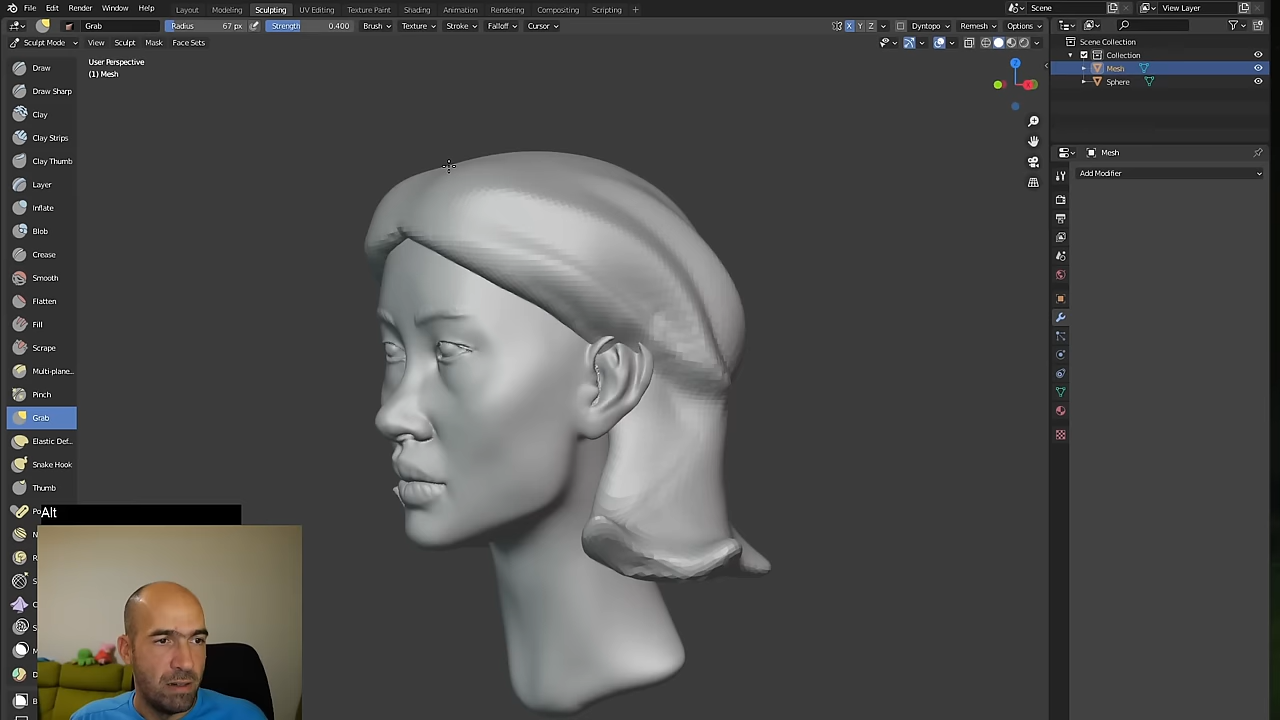 File Edit Render Window Help Layout Modeling Sculpting UV Editing Texture Paint Shading Animation Rendering Compositing Scripting + Scene View Layer
Grab Radius 67 px Strength 0.400 Brush Texture Stroke Falloff Cursor X Y Z Dyntopo Remesh Options
Sculpt Mode View Sculpt Mask Face Sets
User Perspective
(1) Mesh
Draw
Draw Sharp
Clay
Clay Strips
Clay Thumb
Layer
Inflate
Blob
Crease
Smooth
Flatten
Fill
Scrape
Multi-plane...
Pinch
Grab
Elastic Def...
Snake Hook
Thumb
Alt
Z
Scene Collection
Collection
Mesh
Sphere
Mesh
Add Modifier